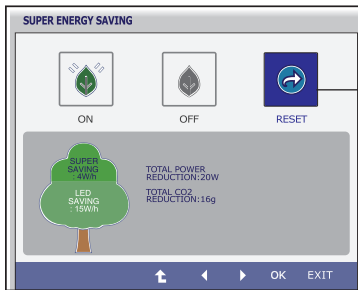 SUPER ENERGY SAVING
ON
OFF
RESET
SUPER
SAVING
: 4W/h
LED
SAVING
: 15W/h
TOTAL POWER
REDUCTION:20W
TOTAL CO2
REDUCTION:16g
OK EXIT